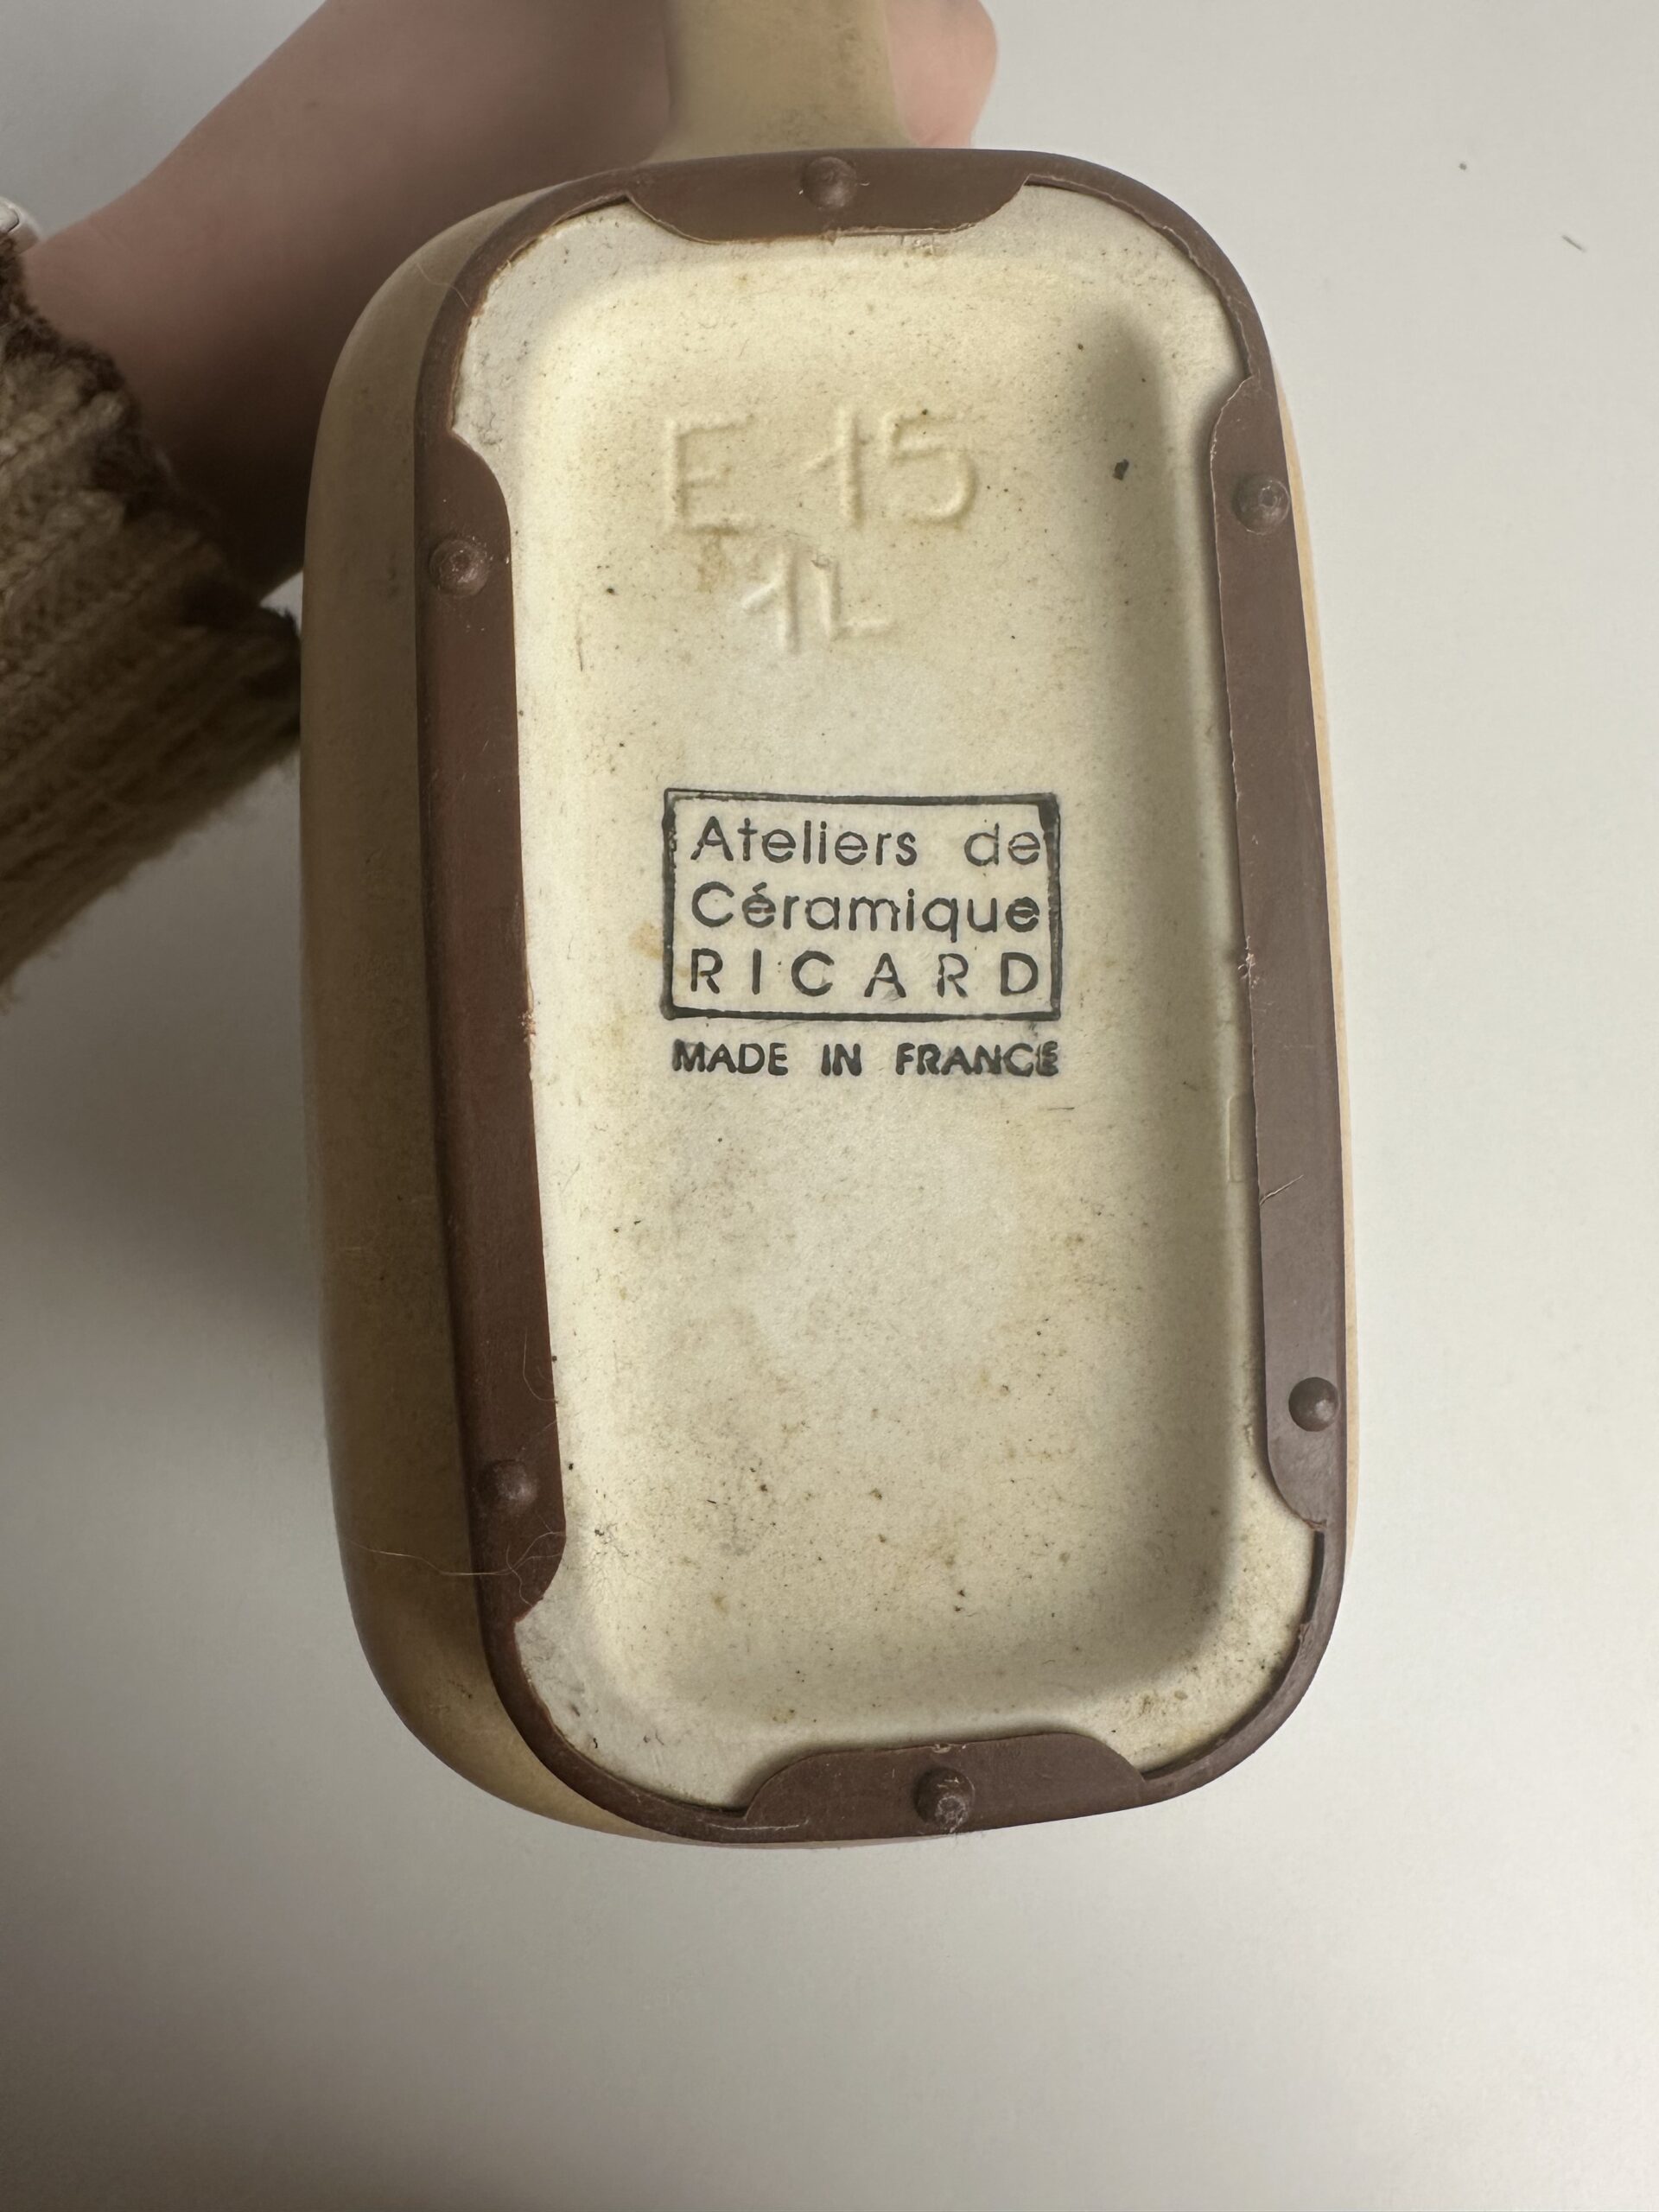 E 15
1L
Ateliers de
Céramique
RICARD
MADE IN FRANCE